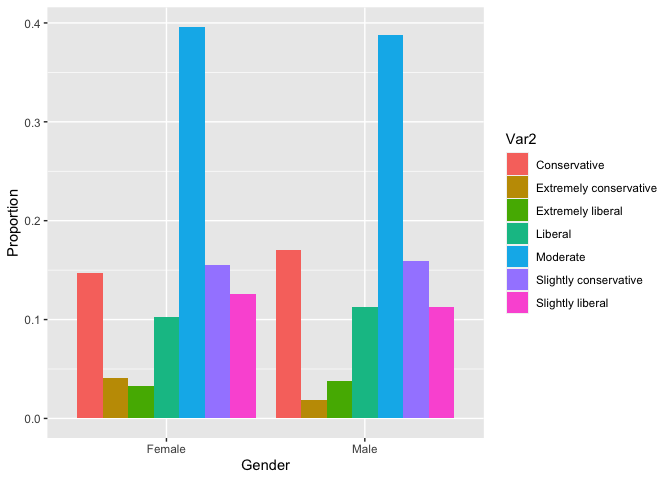 0.4
0.3
0.2
0.1
0.0
Proportion
Female
Male
Gender
Var2
Conservative
Extremely conservative
Extremely liberal
Liberal
Moderate
Slightly conservative
Slightly liberal